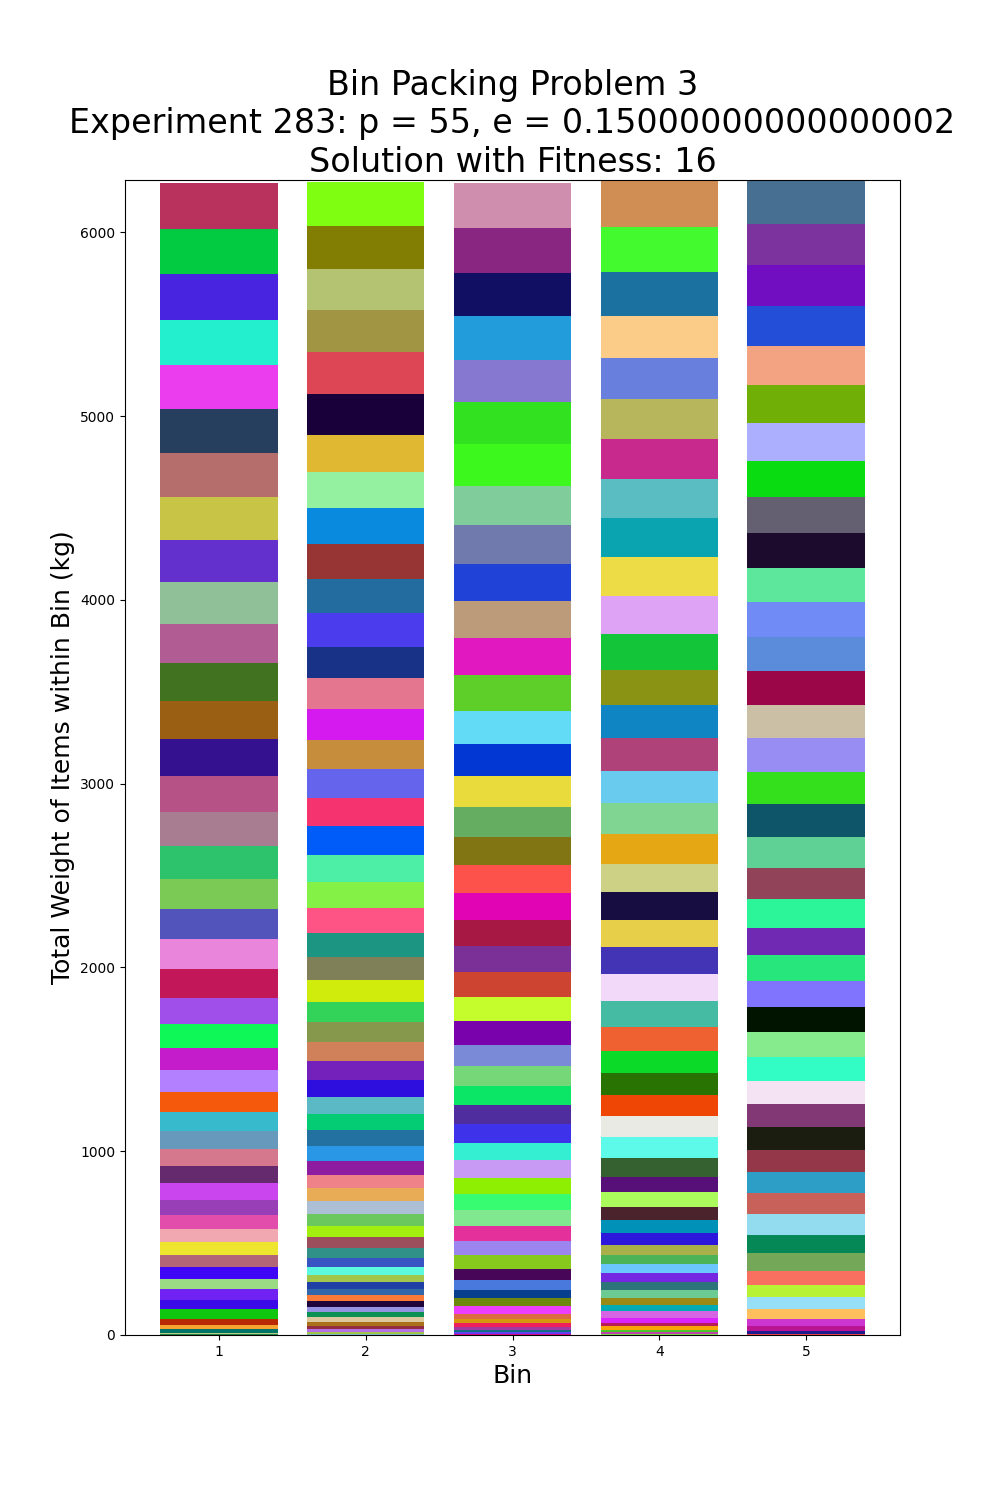 Bin Packing Problem 3
Experiment 283: p = 55, e = 0.15000000000000002
Solution with Fitness: 16
Total Weight of Items within Bin (kg)
6000
5000
4000
3000
2000
1000
0
1 2 3 4 5
Bin